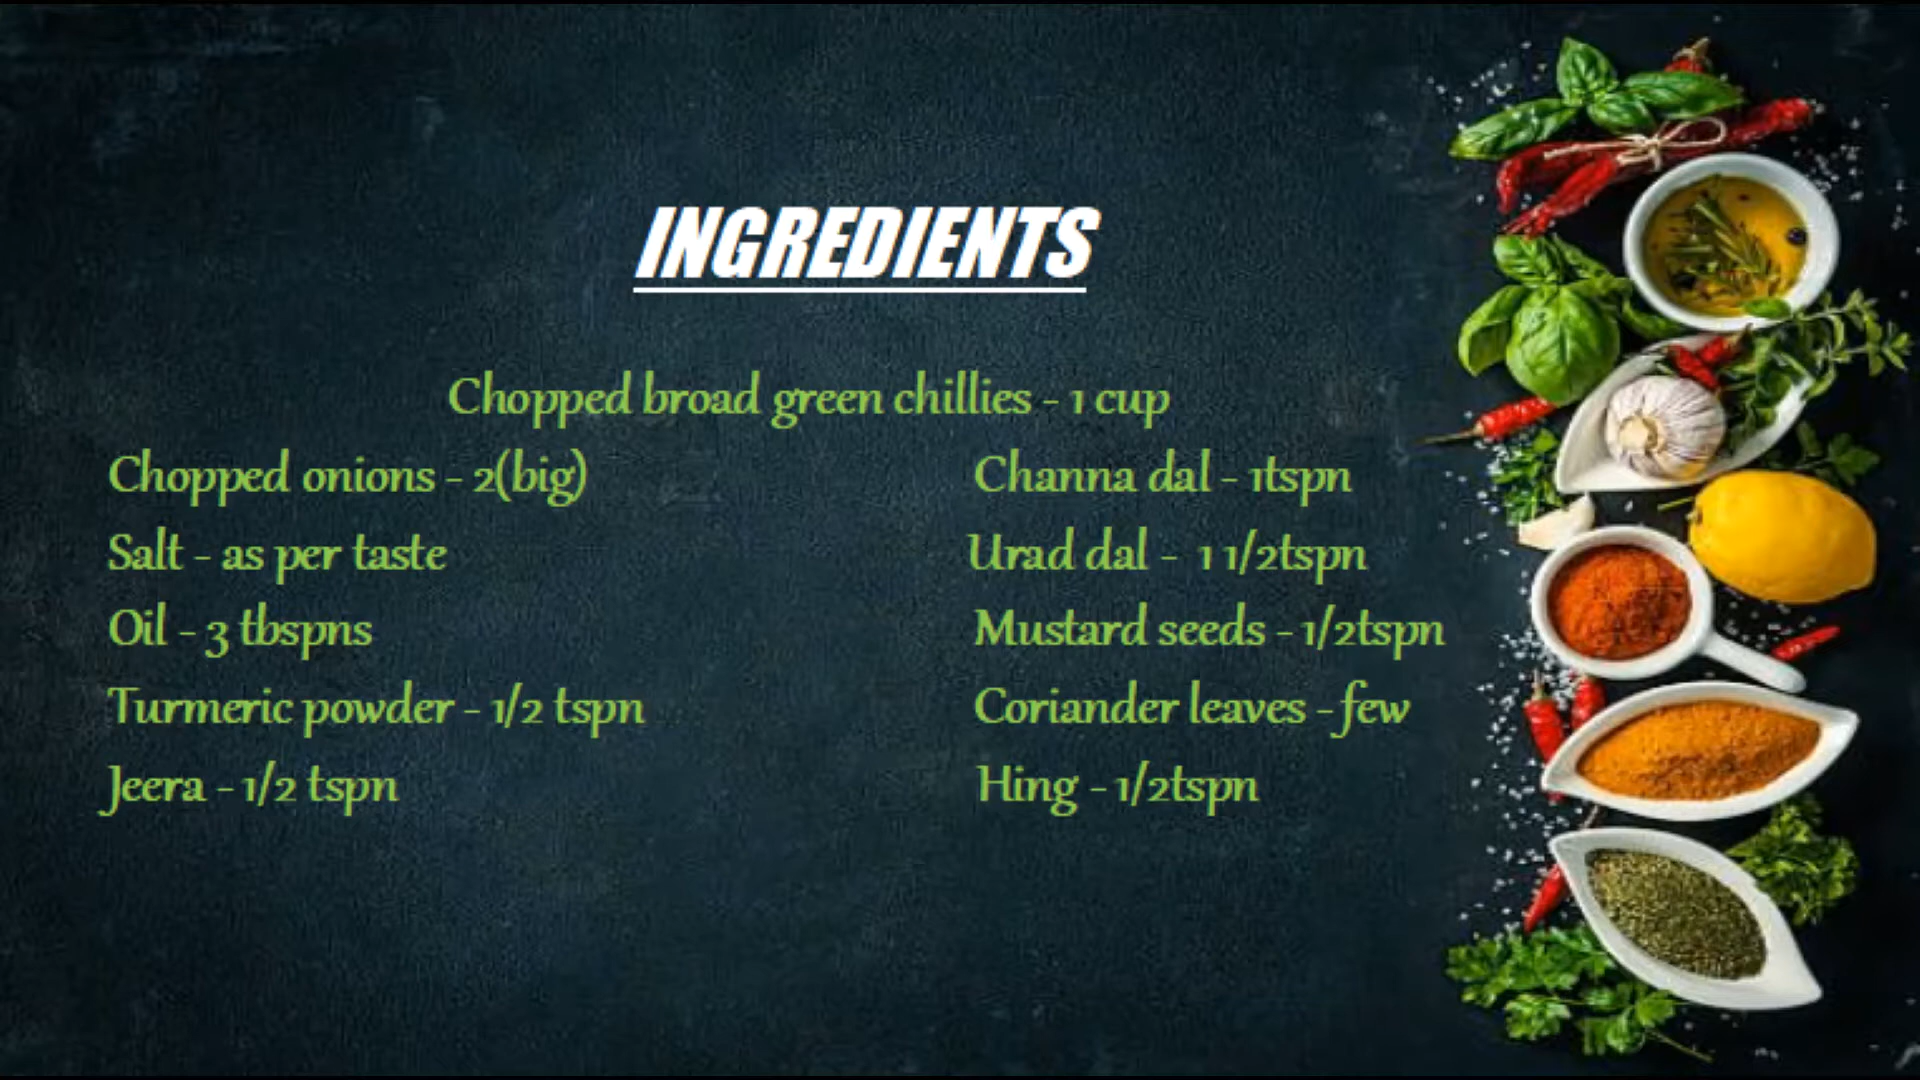 INGREDIENTS
Chopped broad green chillies - 1 cup
Chopped onions - 2(big)
Salt - as per taste
Oil - 3 tbspns
Turmeric powder - 1/2 tspn
Jeera - 1/2 tspn
Channa dal - 1tspn
Urad dal - 1 1/2tspn
Mustard seeds - 1/2tspn
Coriander leaves - few
Hing - 1/2tspn